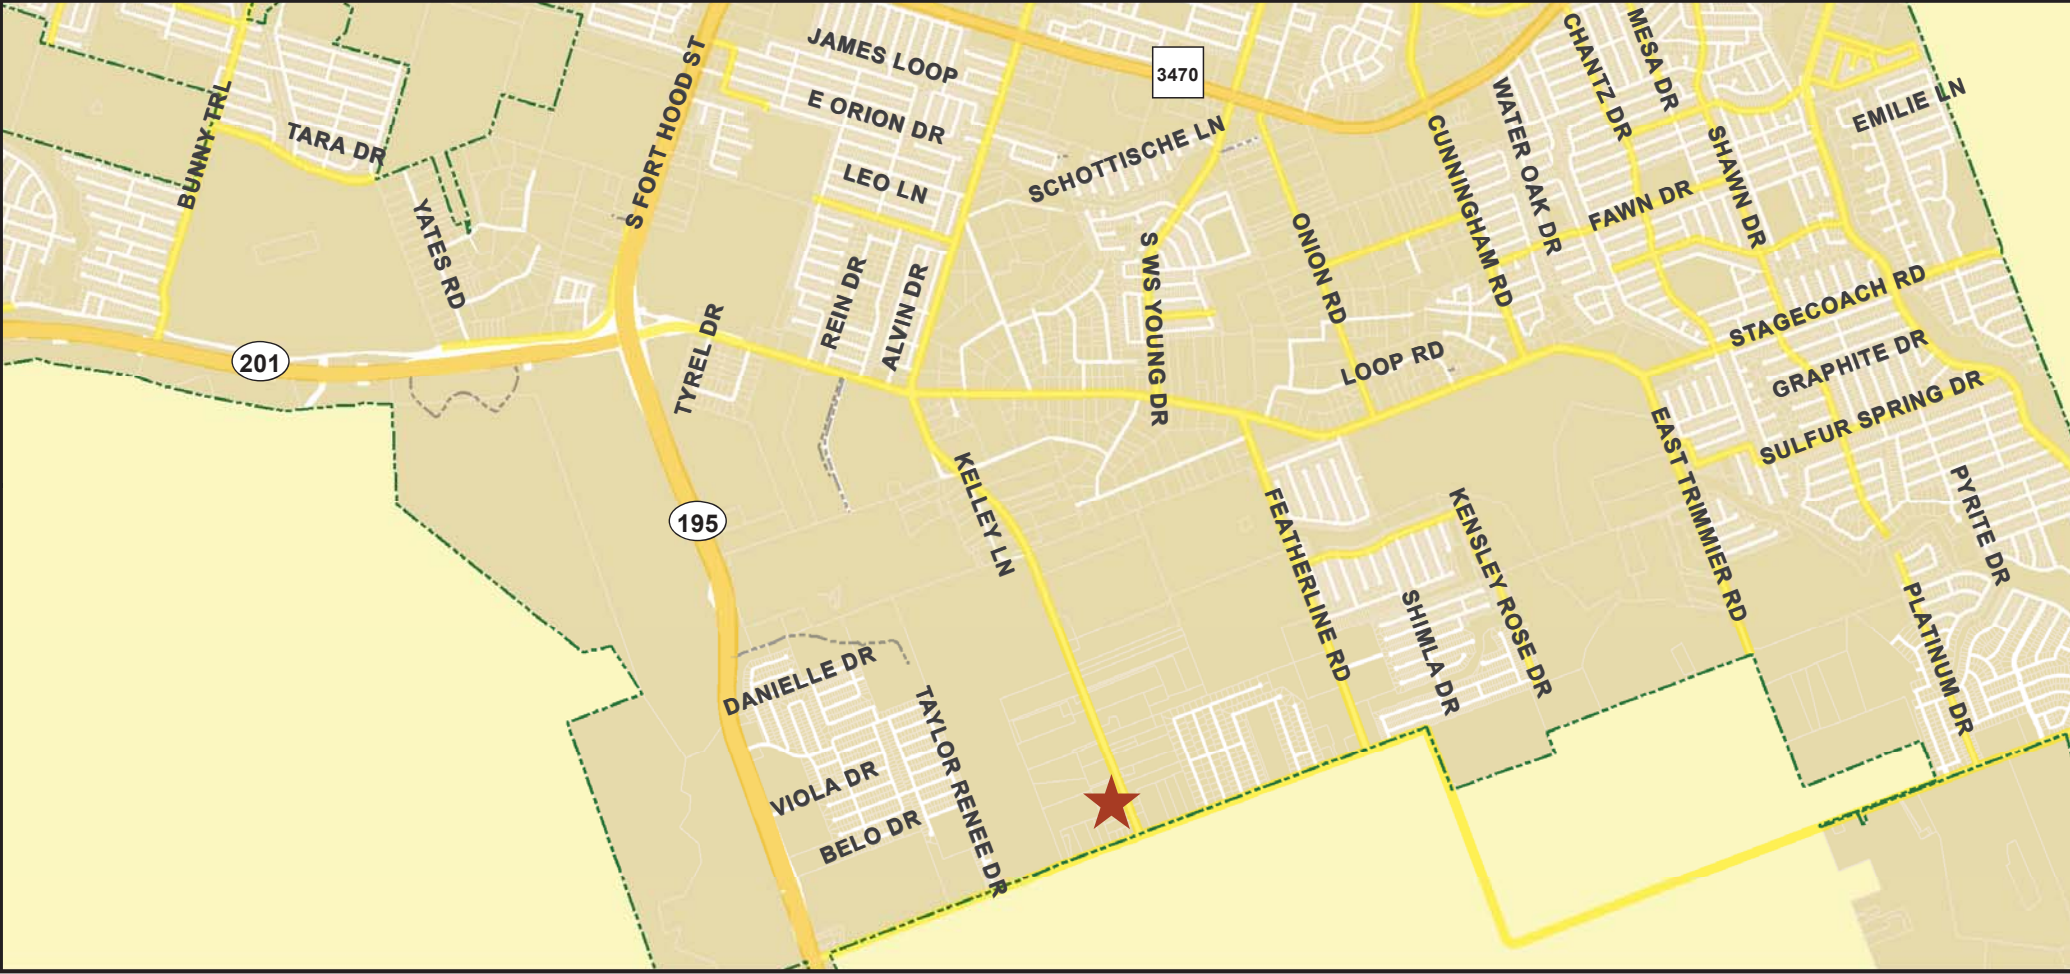 JAMES LOOP
3470
CHANTZ DR
MESA DR
S FORT HOOD ST
E ORION DR
WATER OAK DR
EMILIE LN
BUNNY TRL
TARA DR
SCHOTTISCHE LN
CUNNINGHAM RD
SHAWN DR
LEO LN
FAWN DR
YATES RD
ONION RD
S WS YOUNG DR
REIN DR
ALVIN DR
STAGECOACH RD
TYREL DR
201
LOOP RD
GRAPHITE DR
SULFUR SPRING DR
EAST TRIMMIER RD
195
KELLEY LN
FEATHERLINE RD
KENSLEY ROSE DR
PYRITE DR
SHIMLA DR
PLATINUM DR
DANIELLE DR
TAYLOR RENEE DR
VIOLA DR
BELO DR